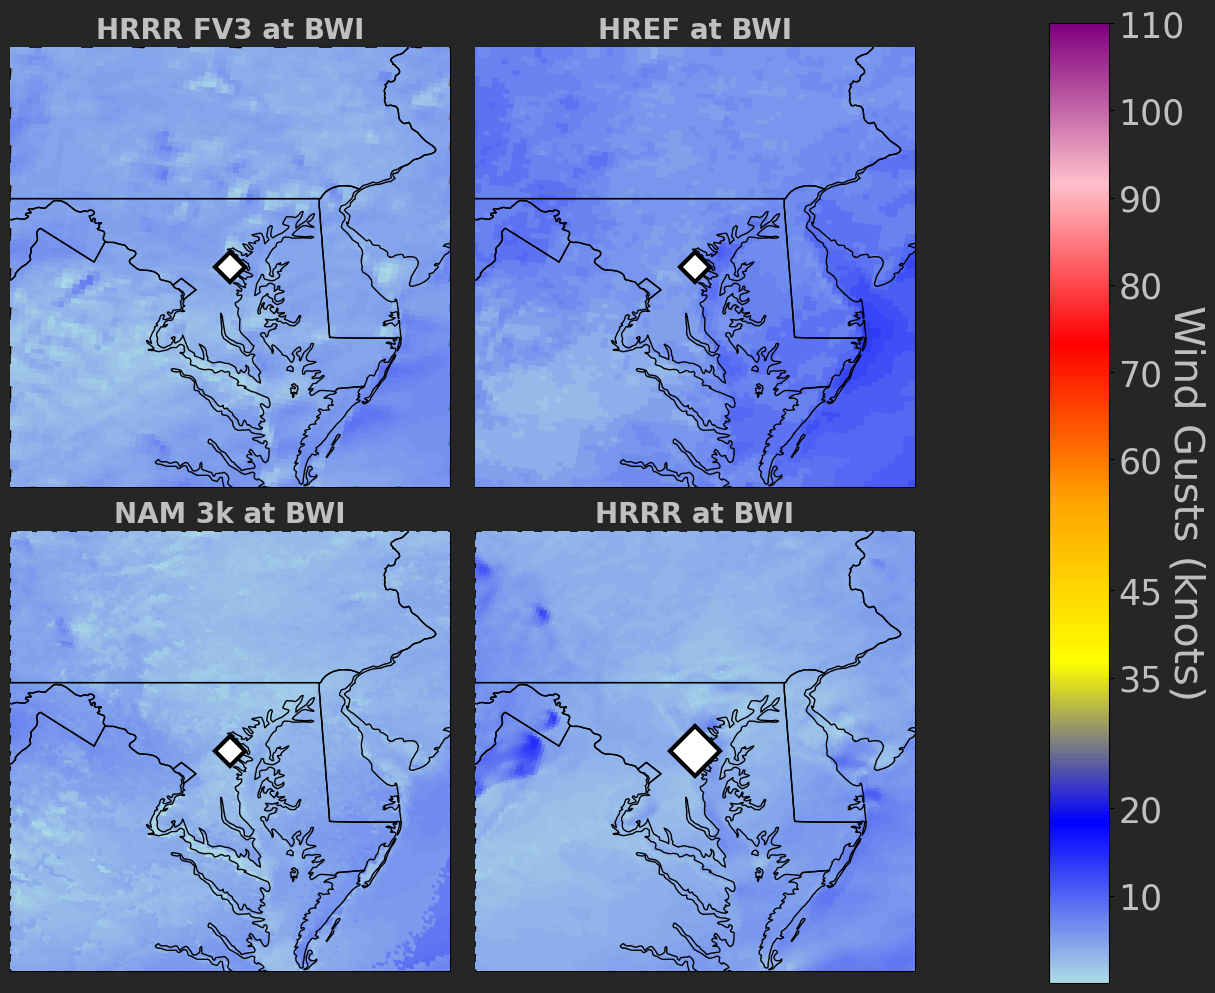 HRRR FV3 at BWI
HREF at BWI
NAM 3k at BWI
HRRR at BWI
110
100
90
80
70
60
45
35
20
10
Wind Gusts (knots)